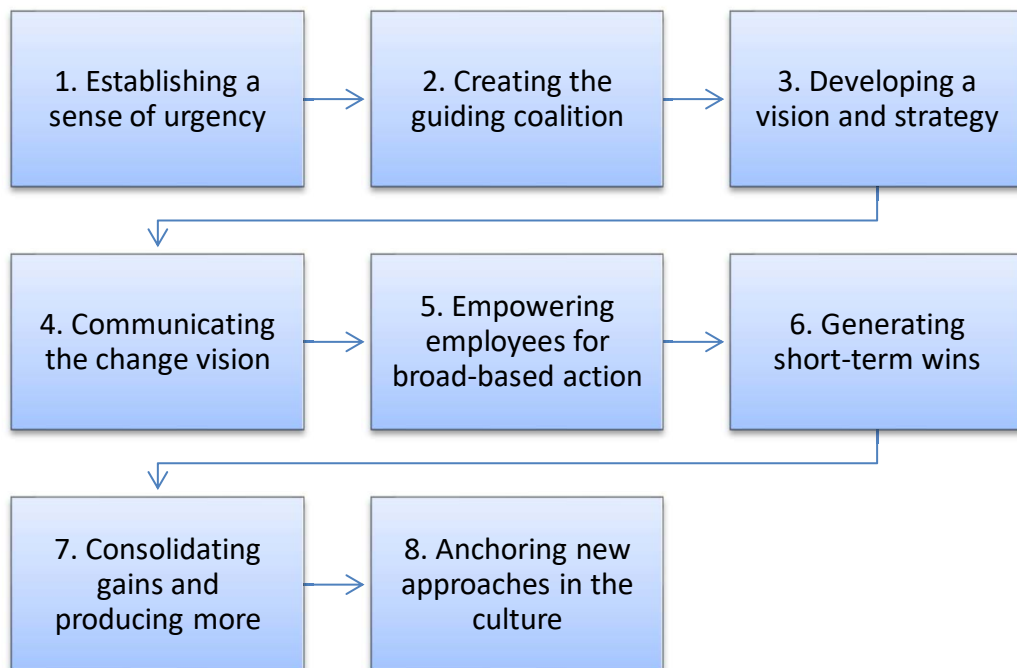 1. Establishing a
sense of urgency
2. Creating the
guiding coalition
3. Developing a
vision and strategy
4. Communicating
the change vision
5. Empowering
employees for
broad-based action
6. Generating
short-term wins
7. Consolidating
gains and
producing more
8. Anchoring new
approaches in the
culture